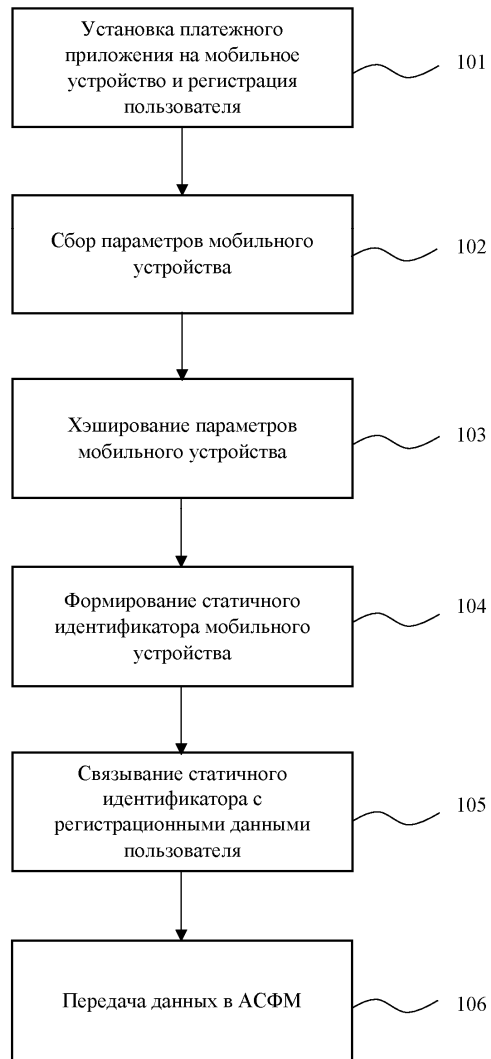 Установка платежного
приложения на мобильное
устройство и регистрация
пользователя
101
Сбор параметров мобильного
устройства
102
Хэширование параметров
мобильного устройства
103
Формирование статичного
идентификатора мобильного
устройства
104
Связывание статичного
идентификатора с
регистрационными данными
пользователя
105
Передача данных в АСФМ
106